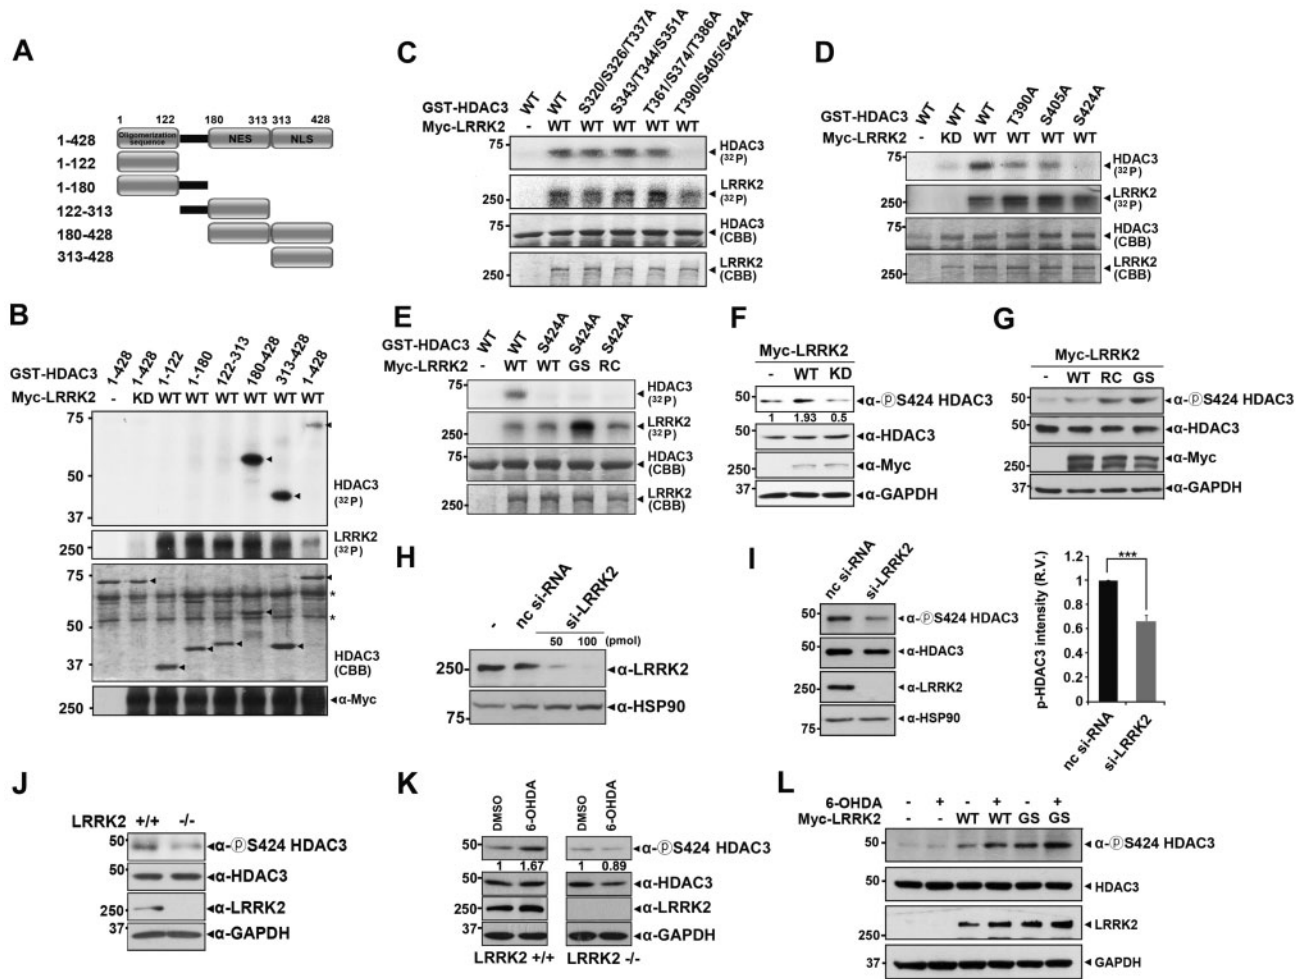 A
1 122 180 313 313 428
1-428 Oligomerization sequence NES NLS
1-122
1-180
122-313
180-428
313-428
B
GST-HDAC3 1-428 1-428 1-122 1-180 122-313 180-428 313-428 1-428
Myc-LRRK2 - KD WT WT WT WT WT WT
75
50
37
HDAC3
(32P)
250
LRRK2
(32P)
75
*
*
50
37
HDAC3
(CBB)
250
α-Myc
C
GST-HDAC3 WT WT S320/S326/T337A S343/T344/S351A T361/S374/T386A T390/S405/S424A
Myc-LRRK2 - WT WT WT WT WT
75
HDAC3
(32P)
250
LRRK2
(32P)
75
HDAC3
(CBB)
250
LRRK2
(CBB)
D
GST-HDAC3 WT WT WT T390A S405A S424A
Myc-LRRK2 - KD WT WT WT WT
75
HDAC3
(32P)
250
LRRK2
(32P)
75
HDAC3
(CBB)
250
LRRK2
(CBB)
E
GST-HDAC3 WT WT S424A S424A S424A
Myc-LRRK2 - WT WT GS RC
75
HDAC3
(32P)
250
LRRK2
(32P)
75
HDAC3
(CBB)
250
LRRK2
(CBB)
F
Myc-LRRK2
- WT KD
50 α-ⓟS424 HDAC3
1 1.93 0.5
50 α-HDAC3
250 α-Myc
37 α-GAPDH
G
Myc-LRRK2
- WT RC GS
50 α-ⓟS424 HDAC3
50 α-HDAC3
250 α-Myc
37 α-GAPDH
H
- nc si-RNA si-LRRK2
50 100 (pmol)
250 α-LRRK2
75 α-HSP90
I
nc si-RNA si-LRRK2
50 α-ⓟS424 HDAC3
50 α-HDAC3
250 α-LRRK2
75 α-HSP90
p-HDAC3 intensity (R.V.)
1.2
1
0.8
0.6
0.4
0.2
0
***
nc si-RNA si-LRRK2
J
LRRK2 +/+ -/-
50 α-ⓟS424 HDAC3
50 α-HDAC3
250 α-LRRK2
37 α-GAPDH
K
DMSO 6-OHDA DMSO 6-OHDA
50 α-ⓟS424 HDAC3
1 1.67 1 0.89
50 α-HDAC3
250 α-LRRK2
37 α-GAPDH
LRRK2 +/+ LRRK2 -/-
L
6-OHDA - + - + - +
Myc-LRRK2 - - WT WT GS GS
50 α-ⓟS424 HDAC3
50 HDAC3
250 LRRK2
37 GAPDH